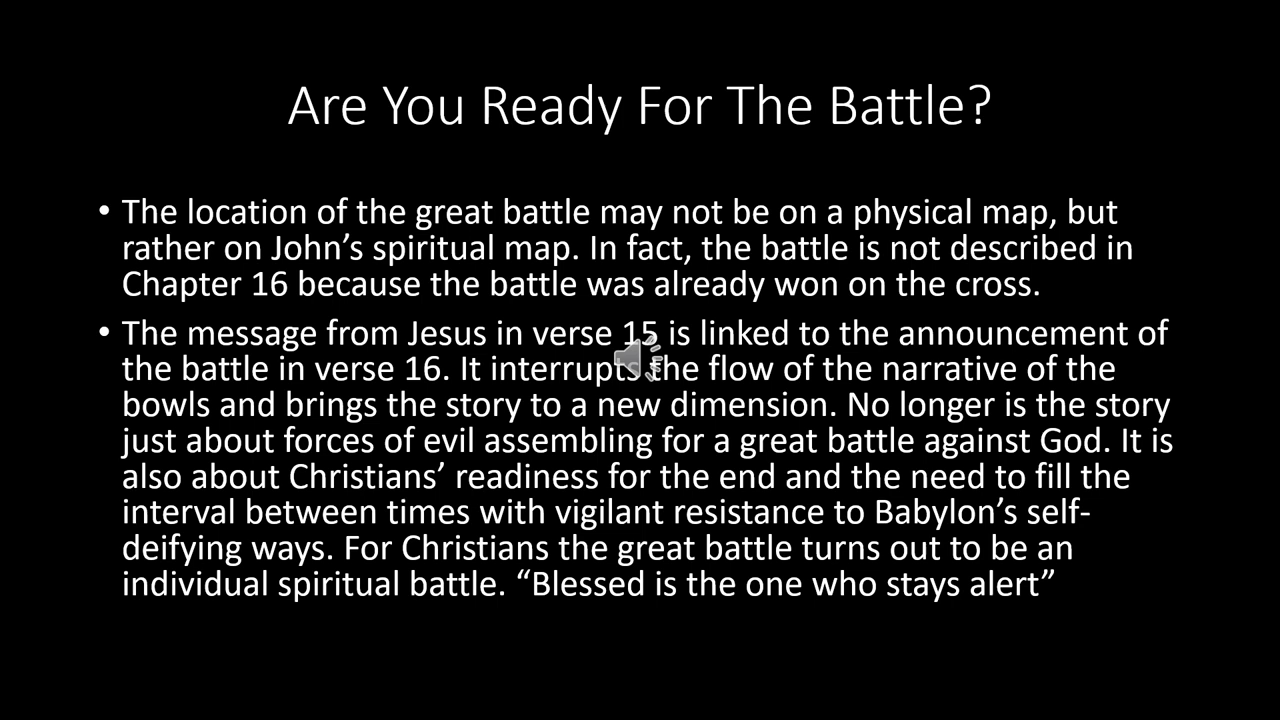 Are You Ready For The Battle?
• The location of the great battle may not be on a physical map, but
rather on John’s spiritual map. In fact, the battle is not described in
Chapter 16 because the battle was already won on the cross.
• The message from Jesus in verse 15 is linked to the announcement of
the battle in verse 16. It interrupts the flow of the narrative of the
bowls and brings the story to a new dimension. No longer is the story
just about forces of evil assembling for a great battle against God. It is
also about Christians’ readiness for the end and the need to fill the
interval between times with vigilant resistance to Babylon’s self-
deifying ways. For Christians the great battle turns out to be an
individual spiritual battle. “Blessed is the one who stays alert”